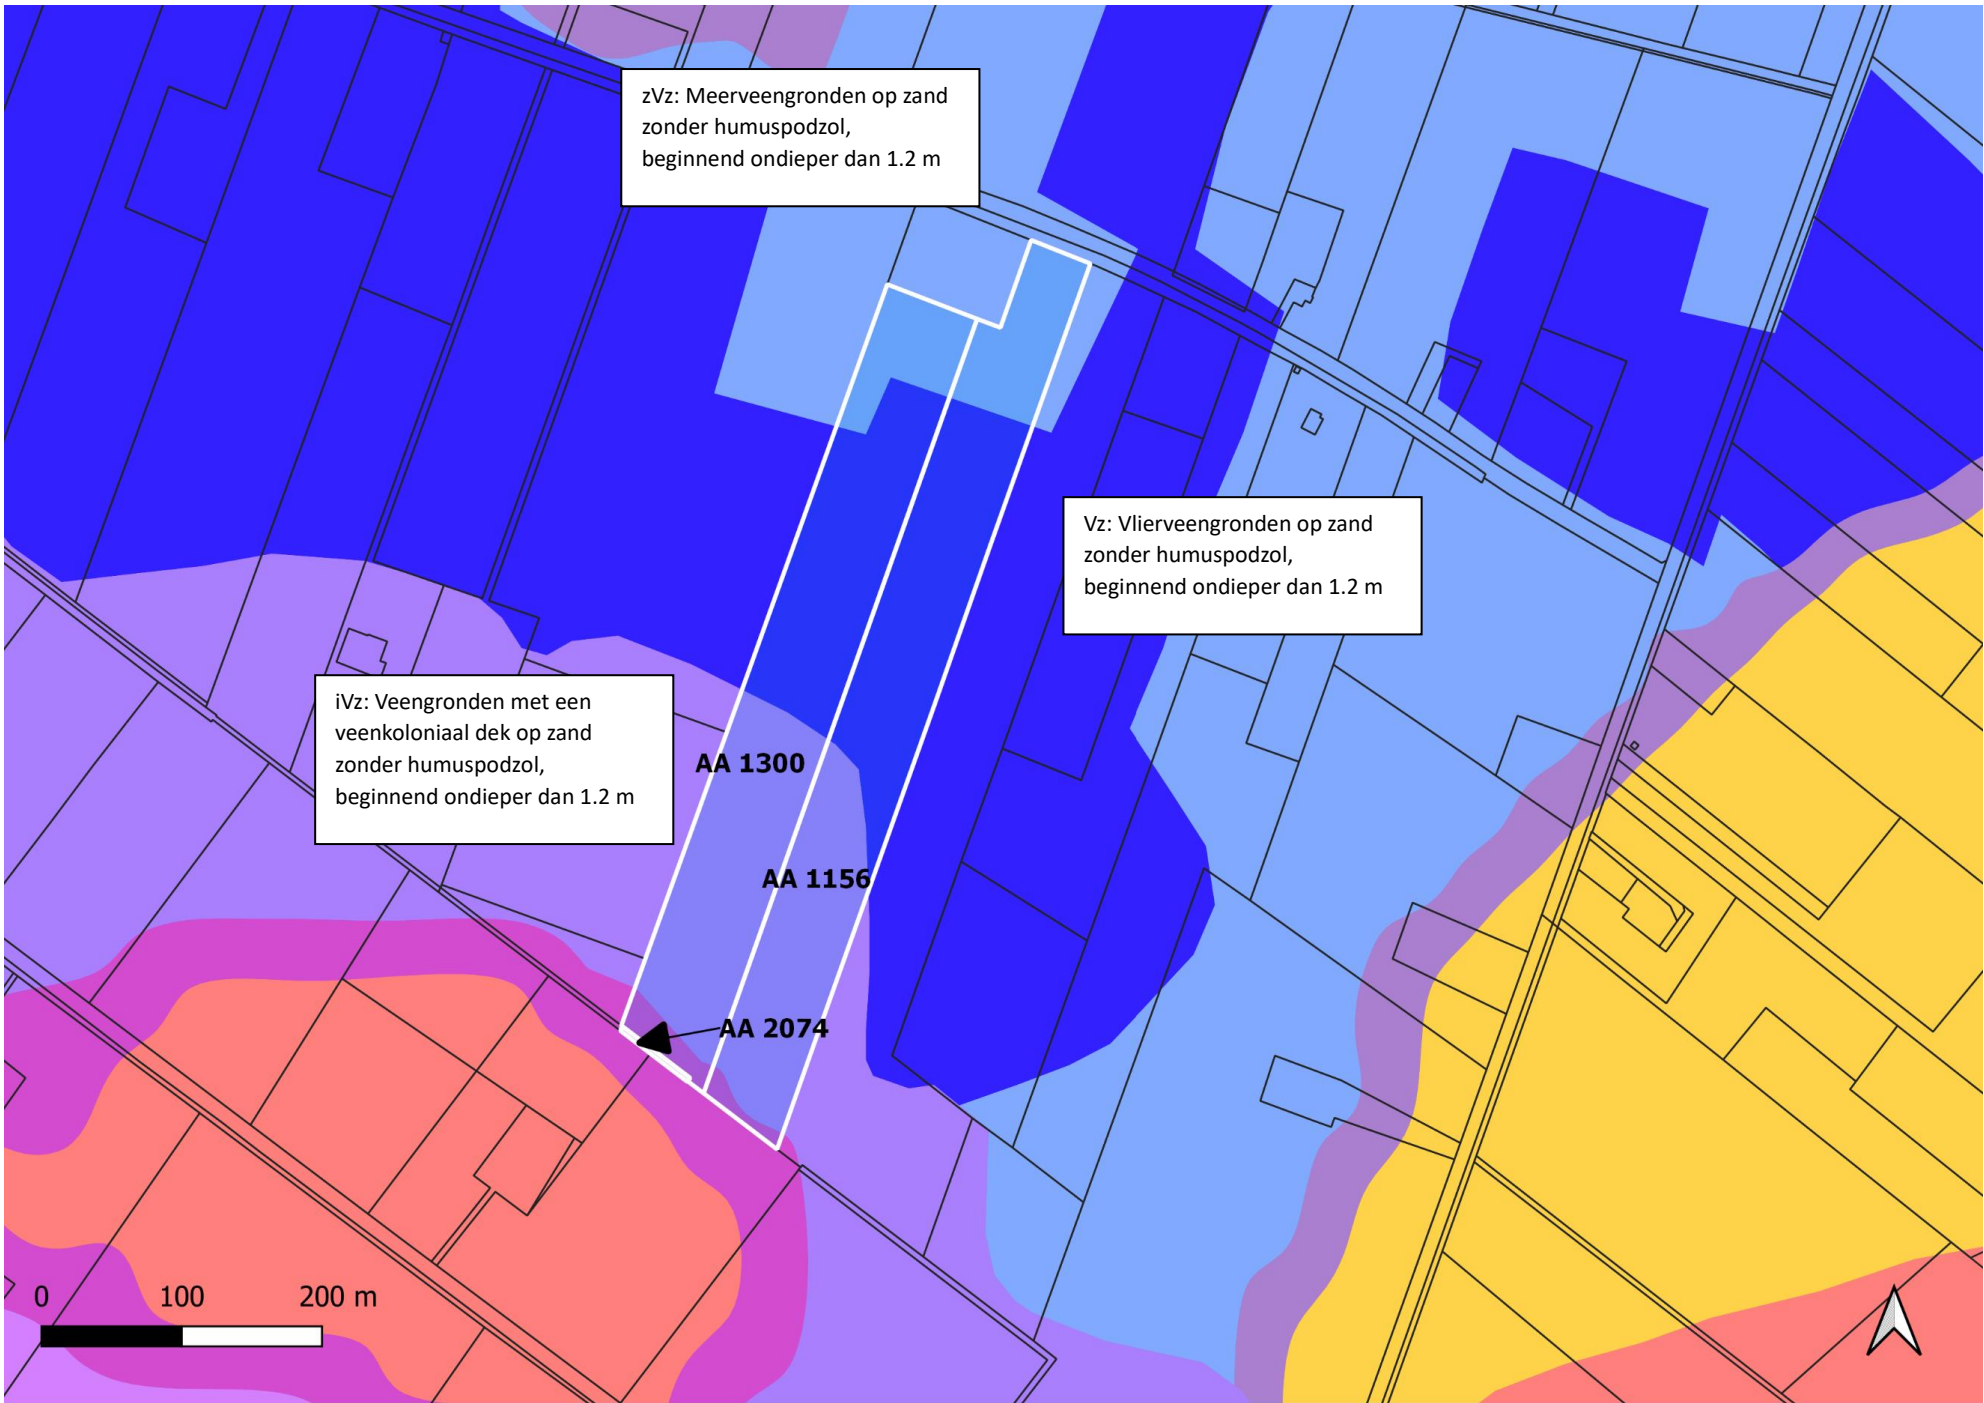 zVz: Meerveengronden op zand
zonder humuspodzol,
beginnend ondieper dan 1.2 m
Vz: Vlierveengronden op zand
zonder humuspodzol,
beginnend ondieper dan 1.2 m
iVz: Veengronden met een
veenkoloniaal dek op zand
zonder humuspodzol,
beginnend ondieper dan 1.2 m
AA 1300
AA 1156
AA 2074
0 100 200 m